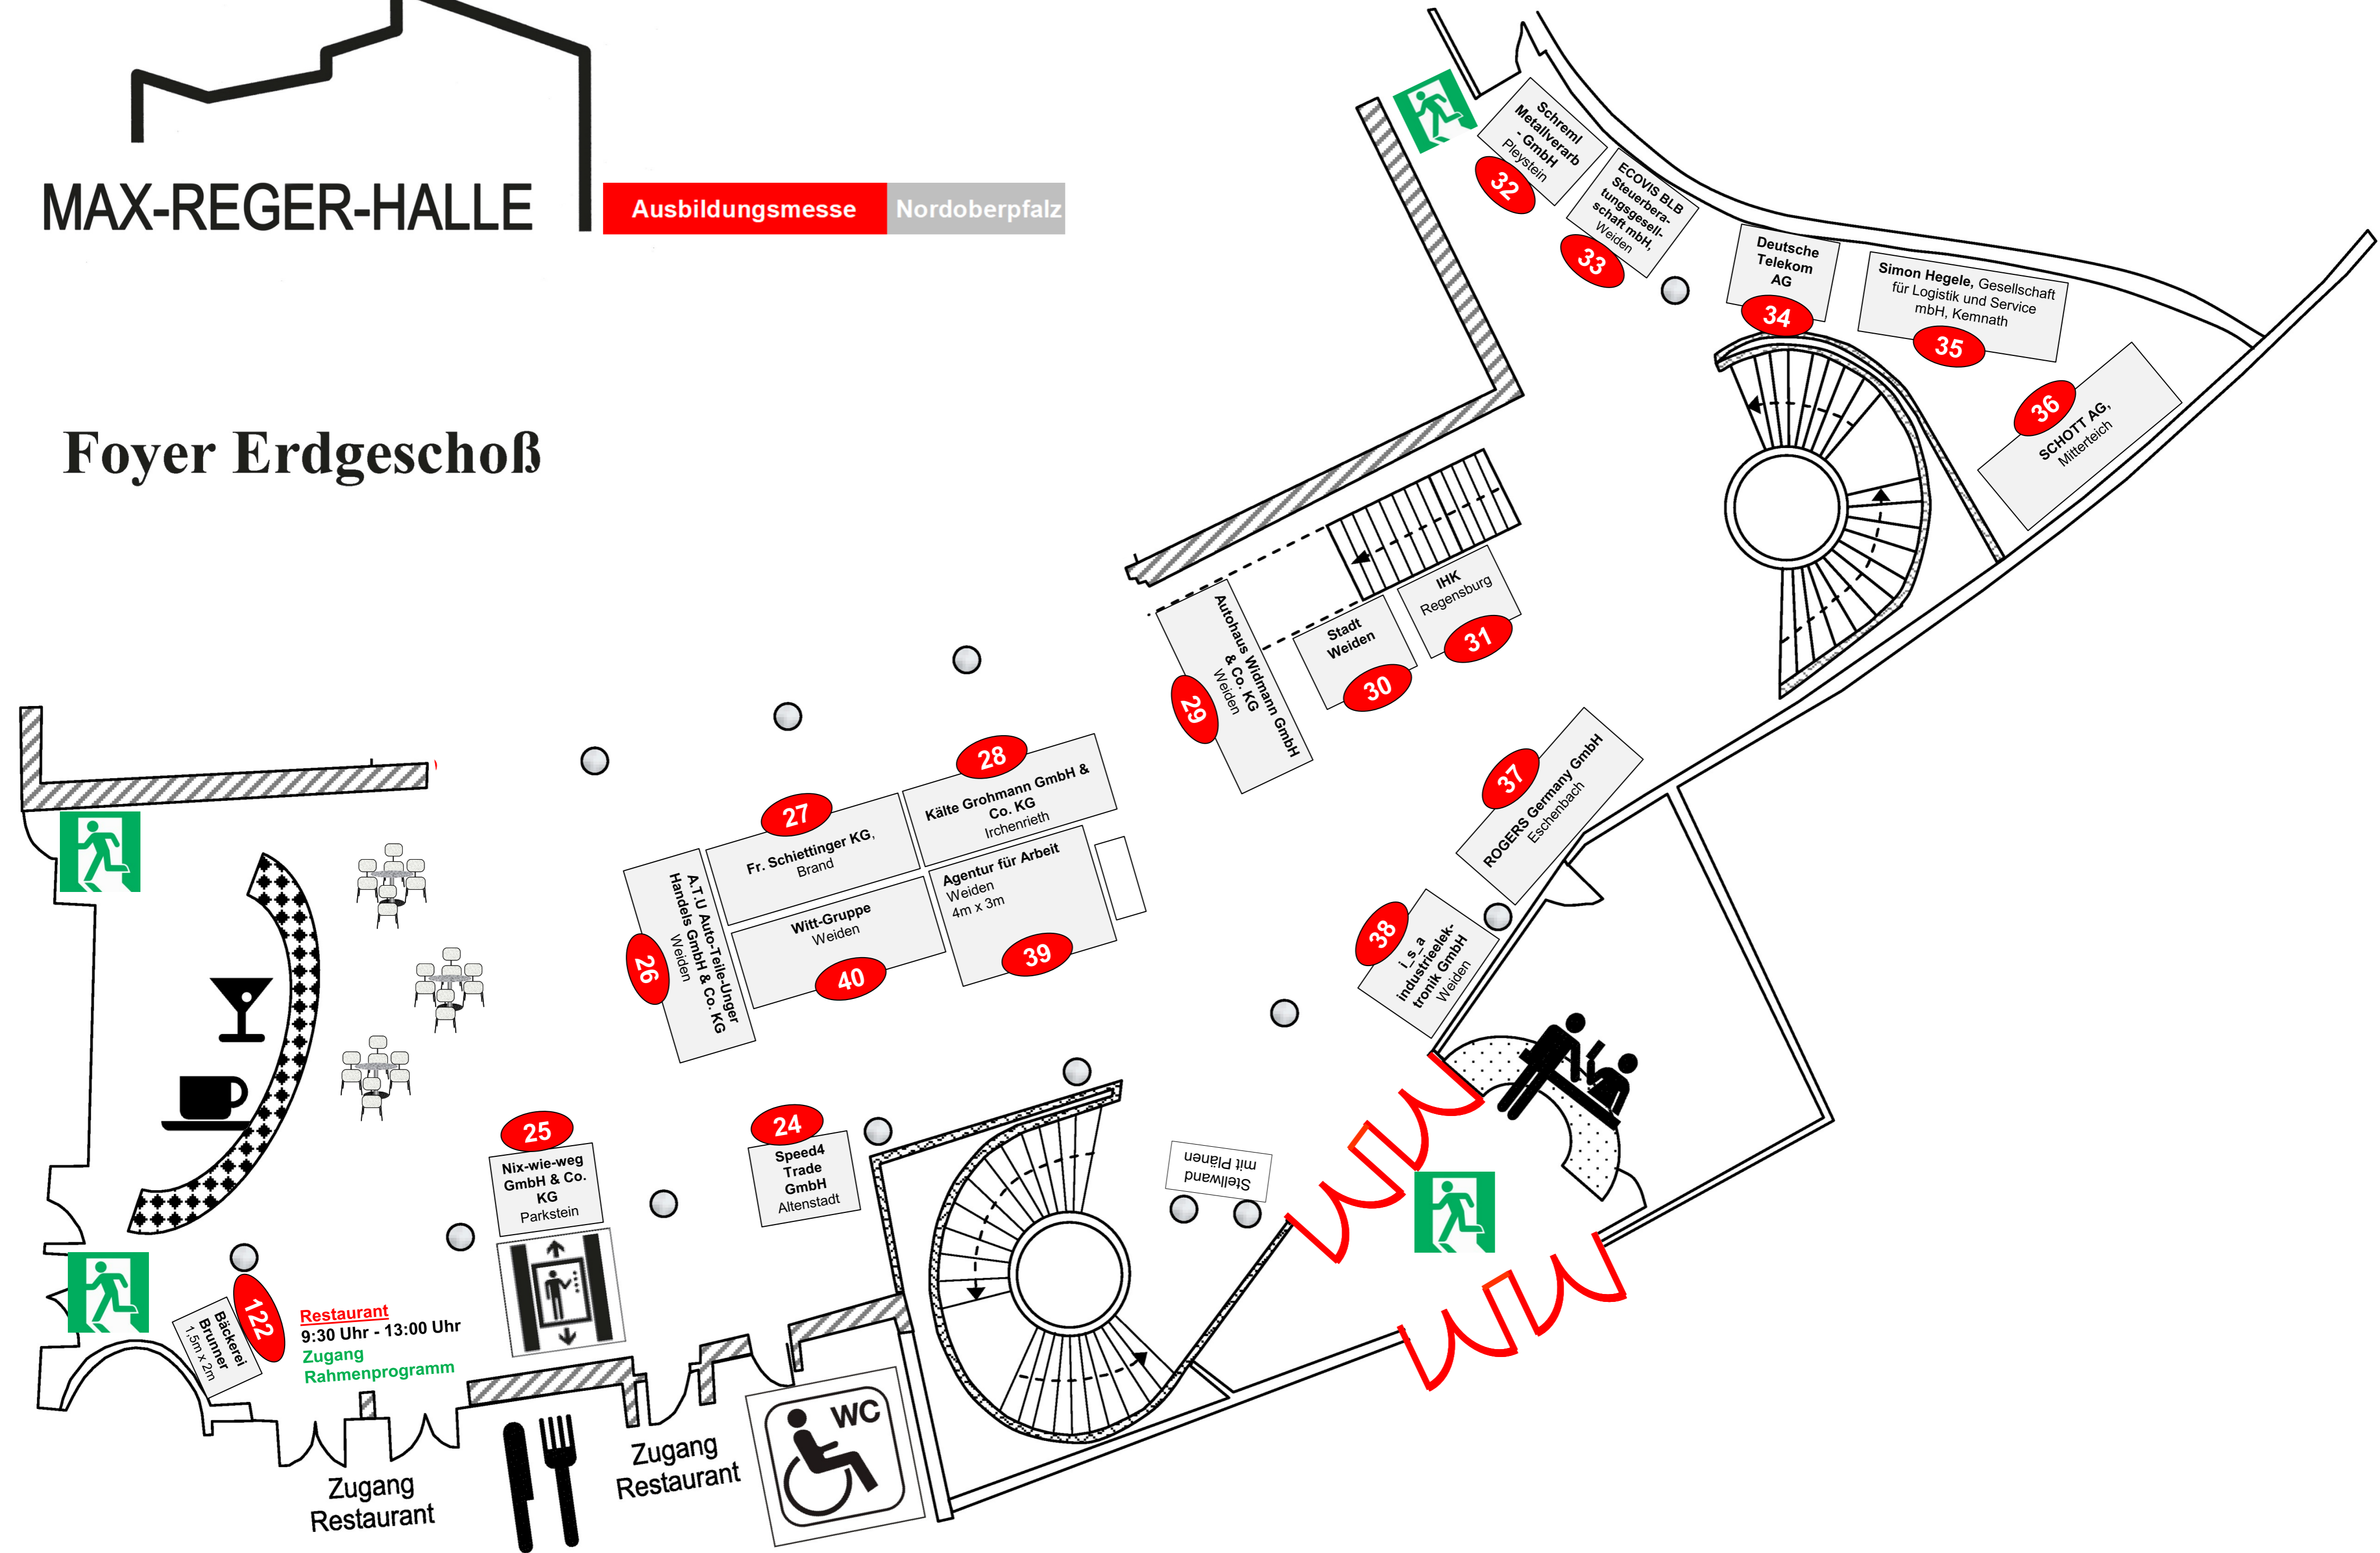 MAX-REGER-HALLE
Ausbildungsmesse Nordoberpfalz
Foyer Erdgeschoß
Schreml
Metallverarb
- GmbH
Pleystein
32
ECOVIS BLB
Steuerbera-
tungsgesell-
schaft mbH,
Weiden
33
Deutsche
Telekom
AG
34
Simon Hegele, Gesellschaft
für Logistik und Service
mbH, Kemnath
35
36
SCHOTT AG,
Mitterteich
IHK
Regensburg
31
Stadt
Weiden
30
Autohaus Widmann GmbH
& Co. KG
Weiden
29
28
Kälte Grohmann GmbH &
Co. KG
Irchenrieth
27
Fr. Schiettinger KG,
Brand
A.T.U Auto-Teile-Unger
Handels GmbH & Co. KG
Weiden
26
Witt-Gruppe
Weiden
40
Agentur für Arbeit
Weiden
4m x 3m
39
37
ROGERS Germany GmbH
Eschenbach
38
i_s_a
industrieelek-
tronik GmbH
Weiden
25
Nix-wie-weg
GmbH & Co.
KG
Parkstein
24
Speed4
Trade
GmbH
Altenstadt
Stellwand
mit Plänen
122
Bäckerei
Brunner
1,5m x 2m
Restaurant
9:30 Uhr - 13:00 Uhr
Zugang
Rahmenprogramm
Zugang
Restaurant
Zugang
Restaurant
WC